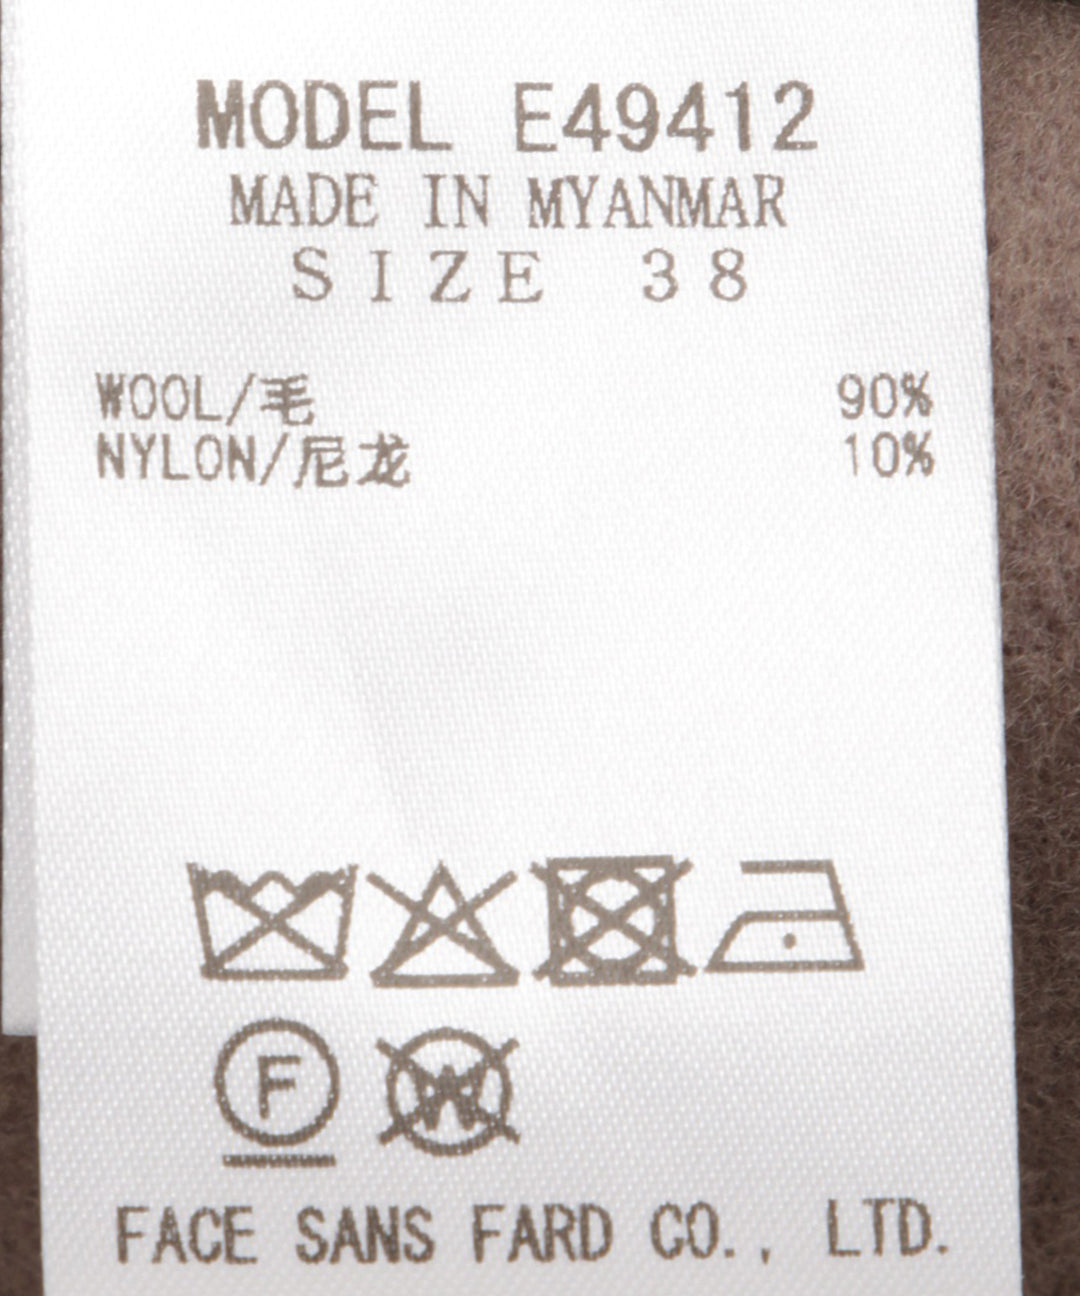 MODEL E49412
MADE IN MYANMAR
SIZE 38
WOOL/毛 90%
NYLON/尼龙 10%
F
W
FACE SANS FARD CO., LTD.